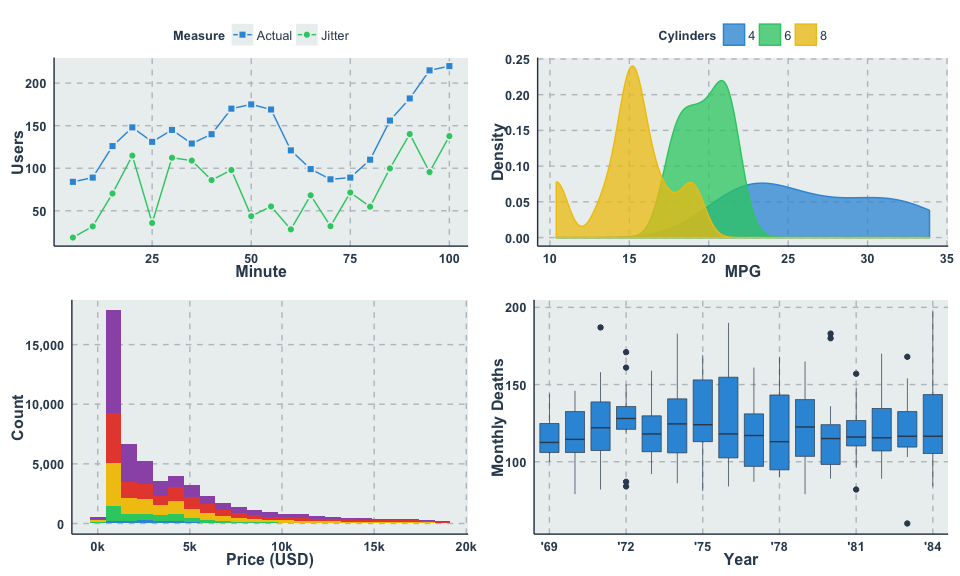 Measure Actual Jitter
200
150
100
50
Users
25 50 75 100
Minute
Cylinders 4 6 8
0.25
0.20
0.15
0.10
0.05
0.00
Density
10 15 20 25 30 35
MPG
15,000
10,000
5,000
0
Count
0k 5k 10k 15k 20k
Price (USD)
200
150
100
Monthly Deaths
'69 '72 '75 '78 '81 '84
Year